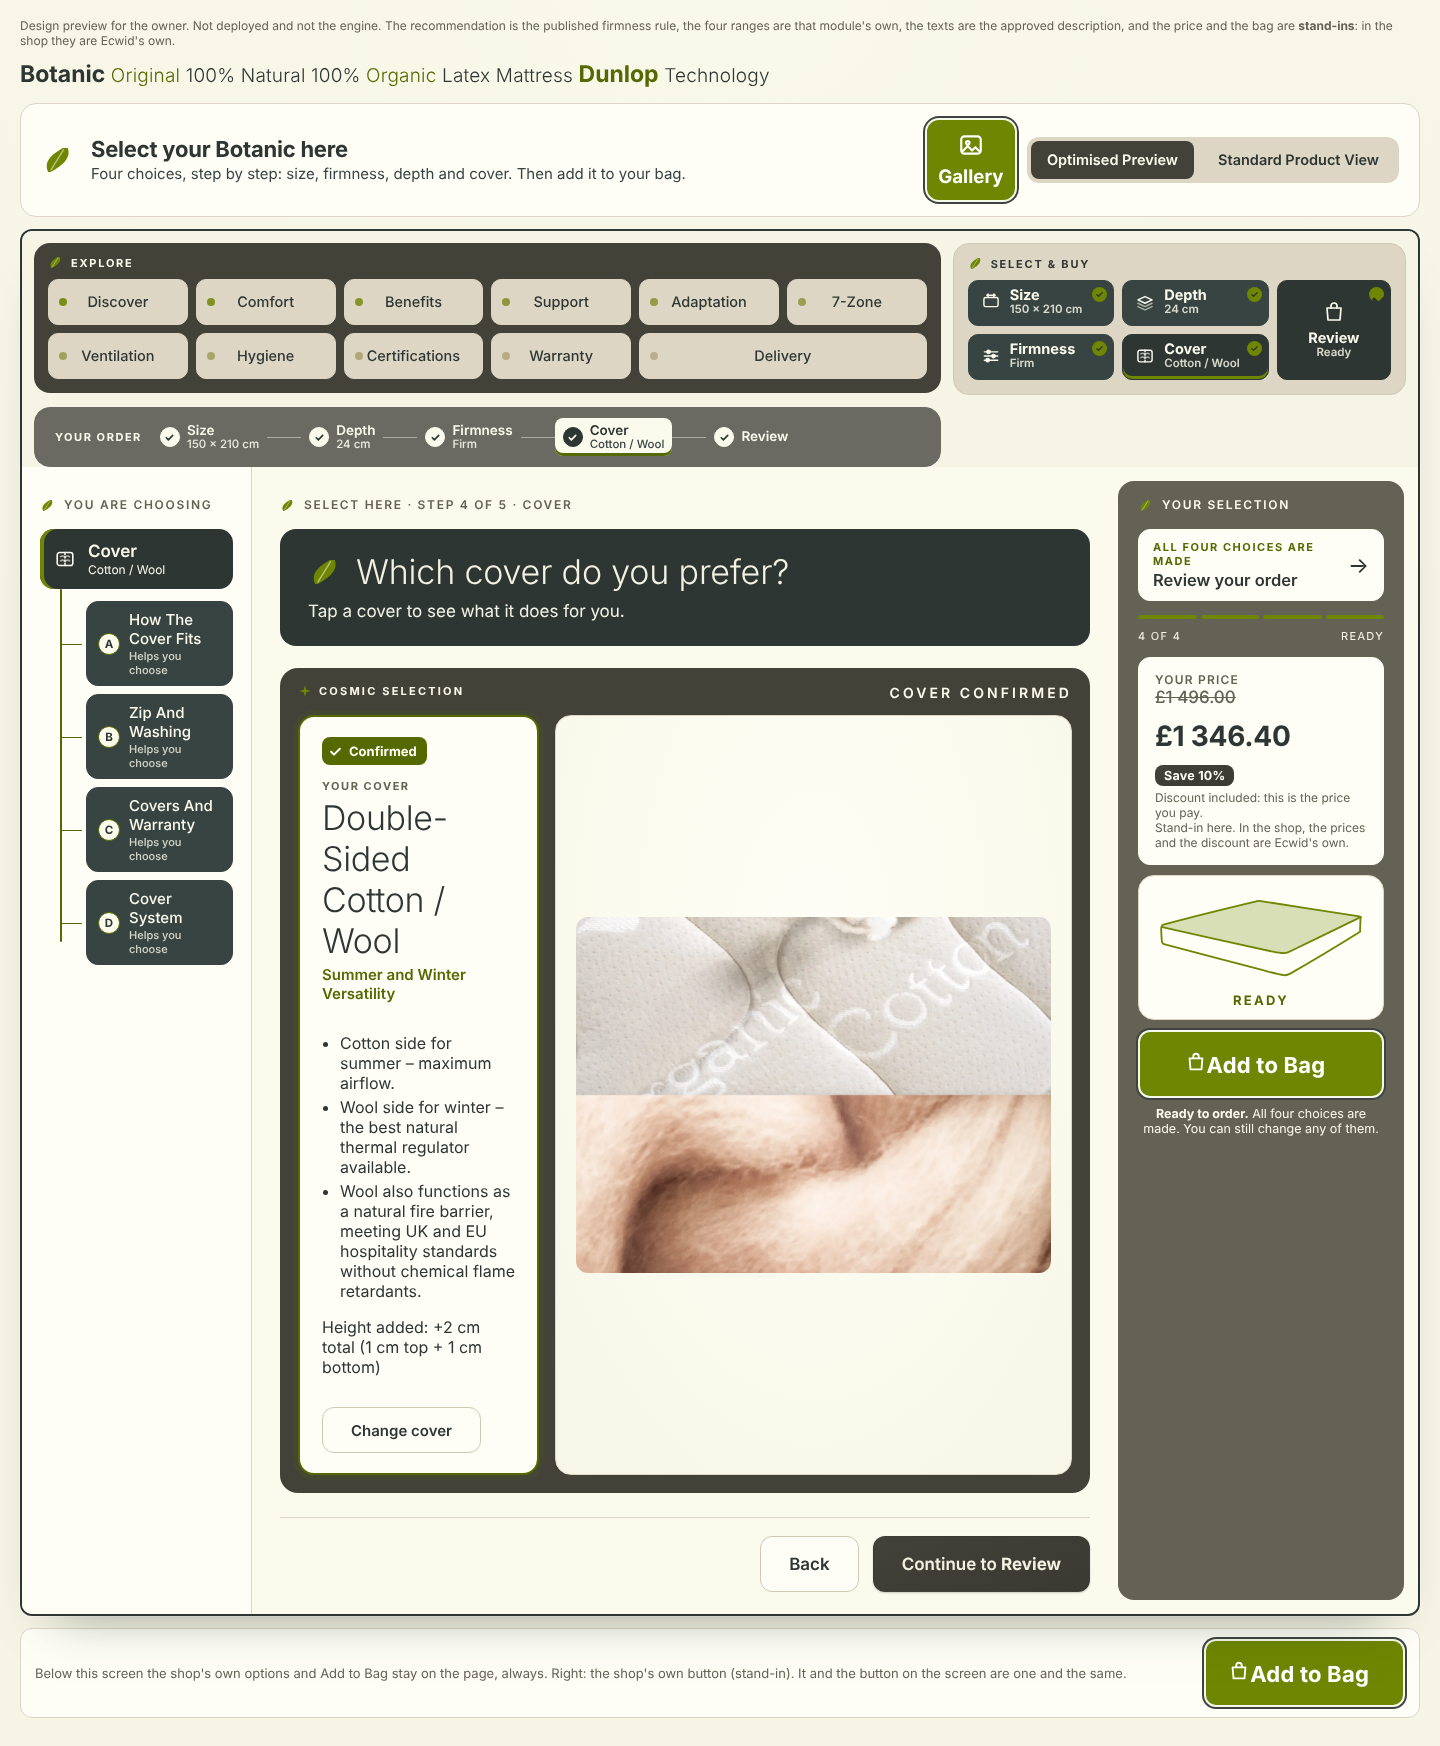 Design preview for the owner. Not deployed and not the engine. The recommendation is the published firmness rule, the four ranges are that module's own, the texts are the approved description, and the price and the bag are stand-ins: in the
shop they are Ecwid's own.
Botanic Original 100% Natural 100% Organic Latex Mattress Dunlop Technology
Select your Botanic here
Four choices, step by step: size, firmness, depth and cover. Then add it to your bag.
Gallery
Optimised Preview
Standard Product View
EXPLORE
Discover
Comfort
Benefits
Support
Adaptation
7-Zone
Ventilation
Hygiene
Certifications
Warranty
Delivery
SELECT & BUY
Size
150 × 210 cm
Depth
24 cm
Firmness
Firm
Cover
Cotton / Wool
Review
Ready
YOUR ORDER
Size
150 × 210 cm
Depth
24 cm
Firmness
Firm
Cover
Cotton / Wool
Review
YOU ARE CHOOSING
Cover
Cotton / Wool
A
How The
Cover Fits
Helps you
choose
B
Zip And
Washing
Helps you
choose
C
Covers And
Warranty
Helps you
choose
D
Cover
System
Helps you
choose
SELECT HERE · STEP 4 OF 5 · COVER
Which cover do you prefer?
Tap a cover to see what it does for you.
COSMIC SELECTION
COVER CONFIRMED
Confirmed
YOUR COVER
Double-
Sided
Cotton /
Wool
Summer and Winter
Versatility
• Cotton side for
summer – maximum
airflow.
• Wool side for winter –
the best natural
thermal regulator
available.
• Wool also functions as
a natural fire barrier,
meeting UK and EU
hospitality standards
without chemical flame
retardants.
Height added: +2 cm
total (1 cm top + 1 cm
bottom)
Change cover
Organic Cotton
Back
Continue to Review
YOUR SELECTION
ALL FOUR CHOICES ARE
MADE
Review your order
4 OF 4
READY
YOUR PRICE
£1 496.00
£1 346.40
Save 10%
Discount included: this is the price
you pay.
Stand-in here. In the shop, the prices
and the discount are Ecwid's own.
READY
Add to Bag
Ready to order. All four choices are
made. You can still change any of them.
Below this screen the shop's own options and Add to Bag stay on the page, always. Right: the shop's own button (stand-in). It and the button on the screen are one and the same.
Add to Bag